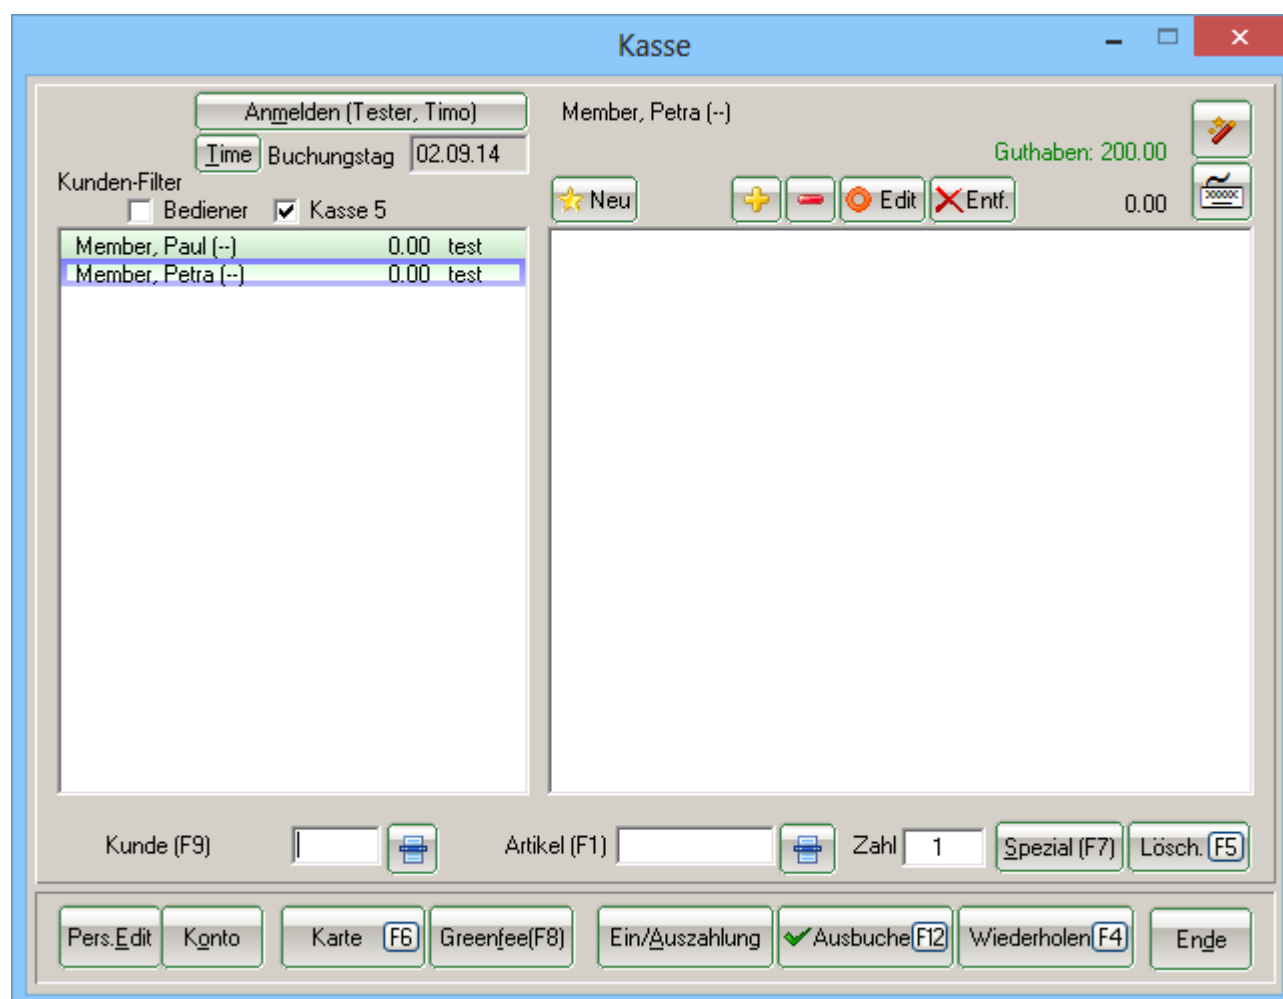 Kasse
Anmelden (Tester, Timo)
Member, Petra (--)
Time Buchungstag 02.09.14
Guthaben: 200.00
Kunden-Filter
Bediener Kasse 5
Neu Edit Entf. 0.00
Member, Paul (--) 0.00 test
Member, Petra (--) 0.00 test
Kunde (F9) Artikel (F1) Zahl 1 Spezial (F7) Lösch. F5
Pers.Edit Konto Karte F6 Greenfee(F8) Ein/Auszahlung Ausbuche F12 Wiederholen F4 Ende